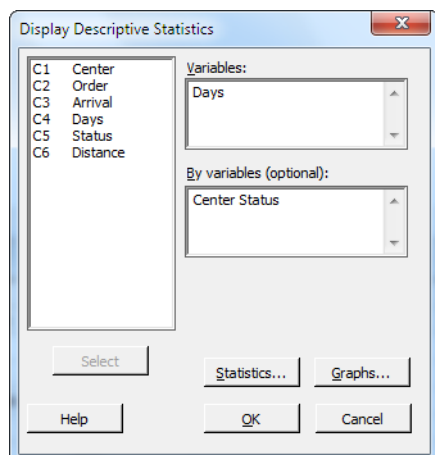 Display Descriptive Statistics
C1 Center
C2 Order
C3 Arrival
C4 Days
C5 Status
C6 Distance
Variables:
Days
By variables (optional):
Center Status
Select
Statistics... Graphs...
Help OK Cancel